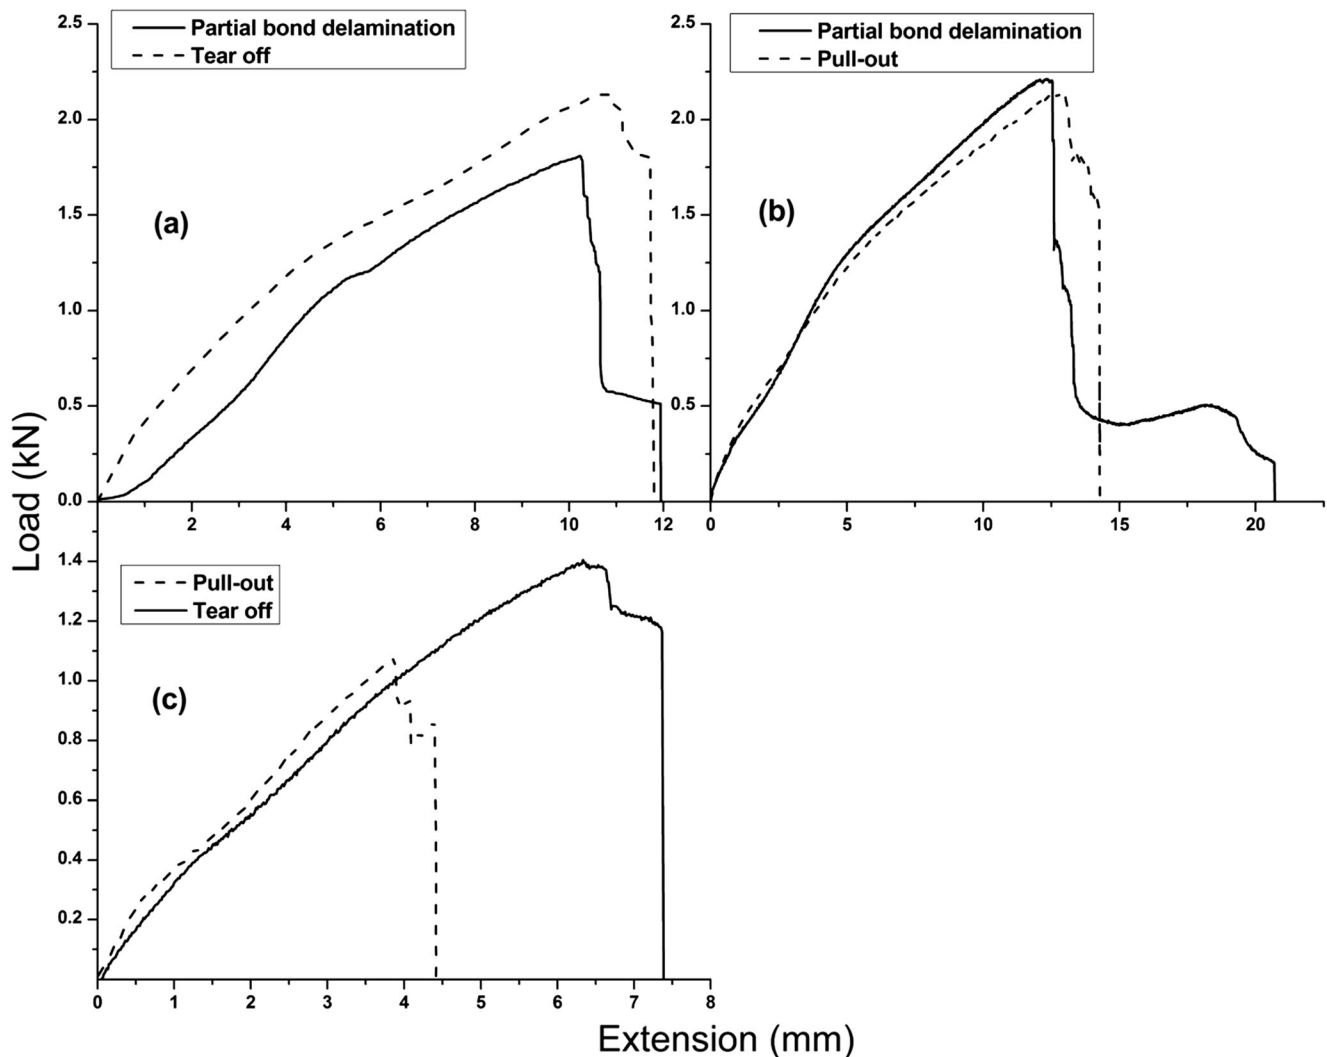 Partial bond delamination
Tear off
2.5
2.0
1.5
1.0
0.5
0.0
(a)
2 4 6 8 10 12
Partial bond delamination
Pull-out
2.5
2.0
1.5
1.0
0.5
0.0
(b)
0 5 10 15 20
Load (kN)
Pull-out
Tear off
1.4
1.2
1.0
0.8
0.6
0.4
0.2
(c)
0 1 2 3 4 5 6 7 8
Extension (mm)